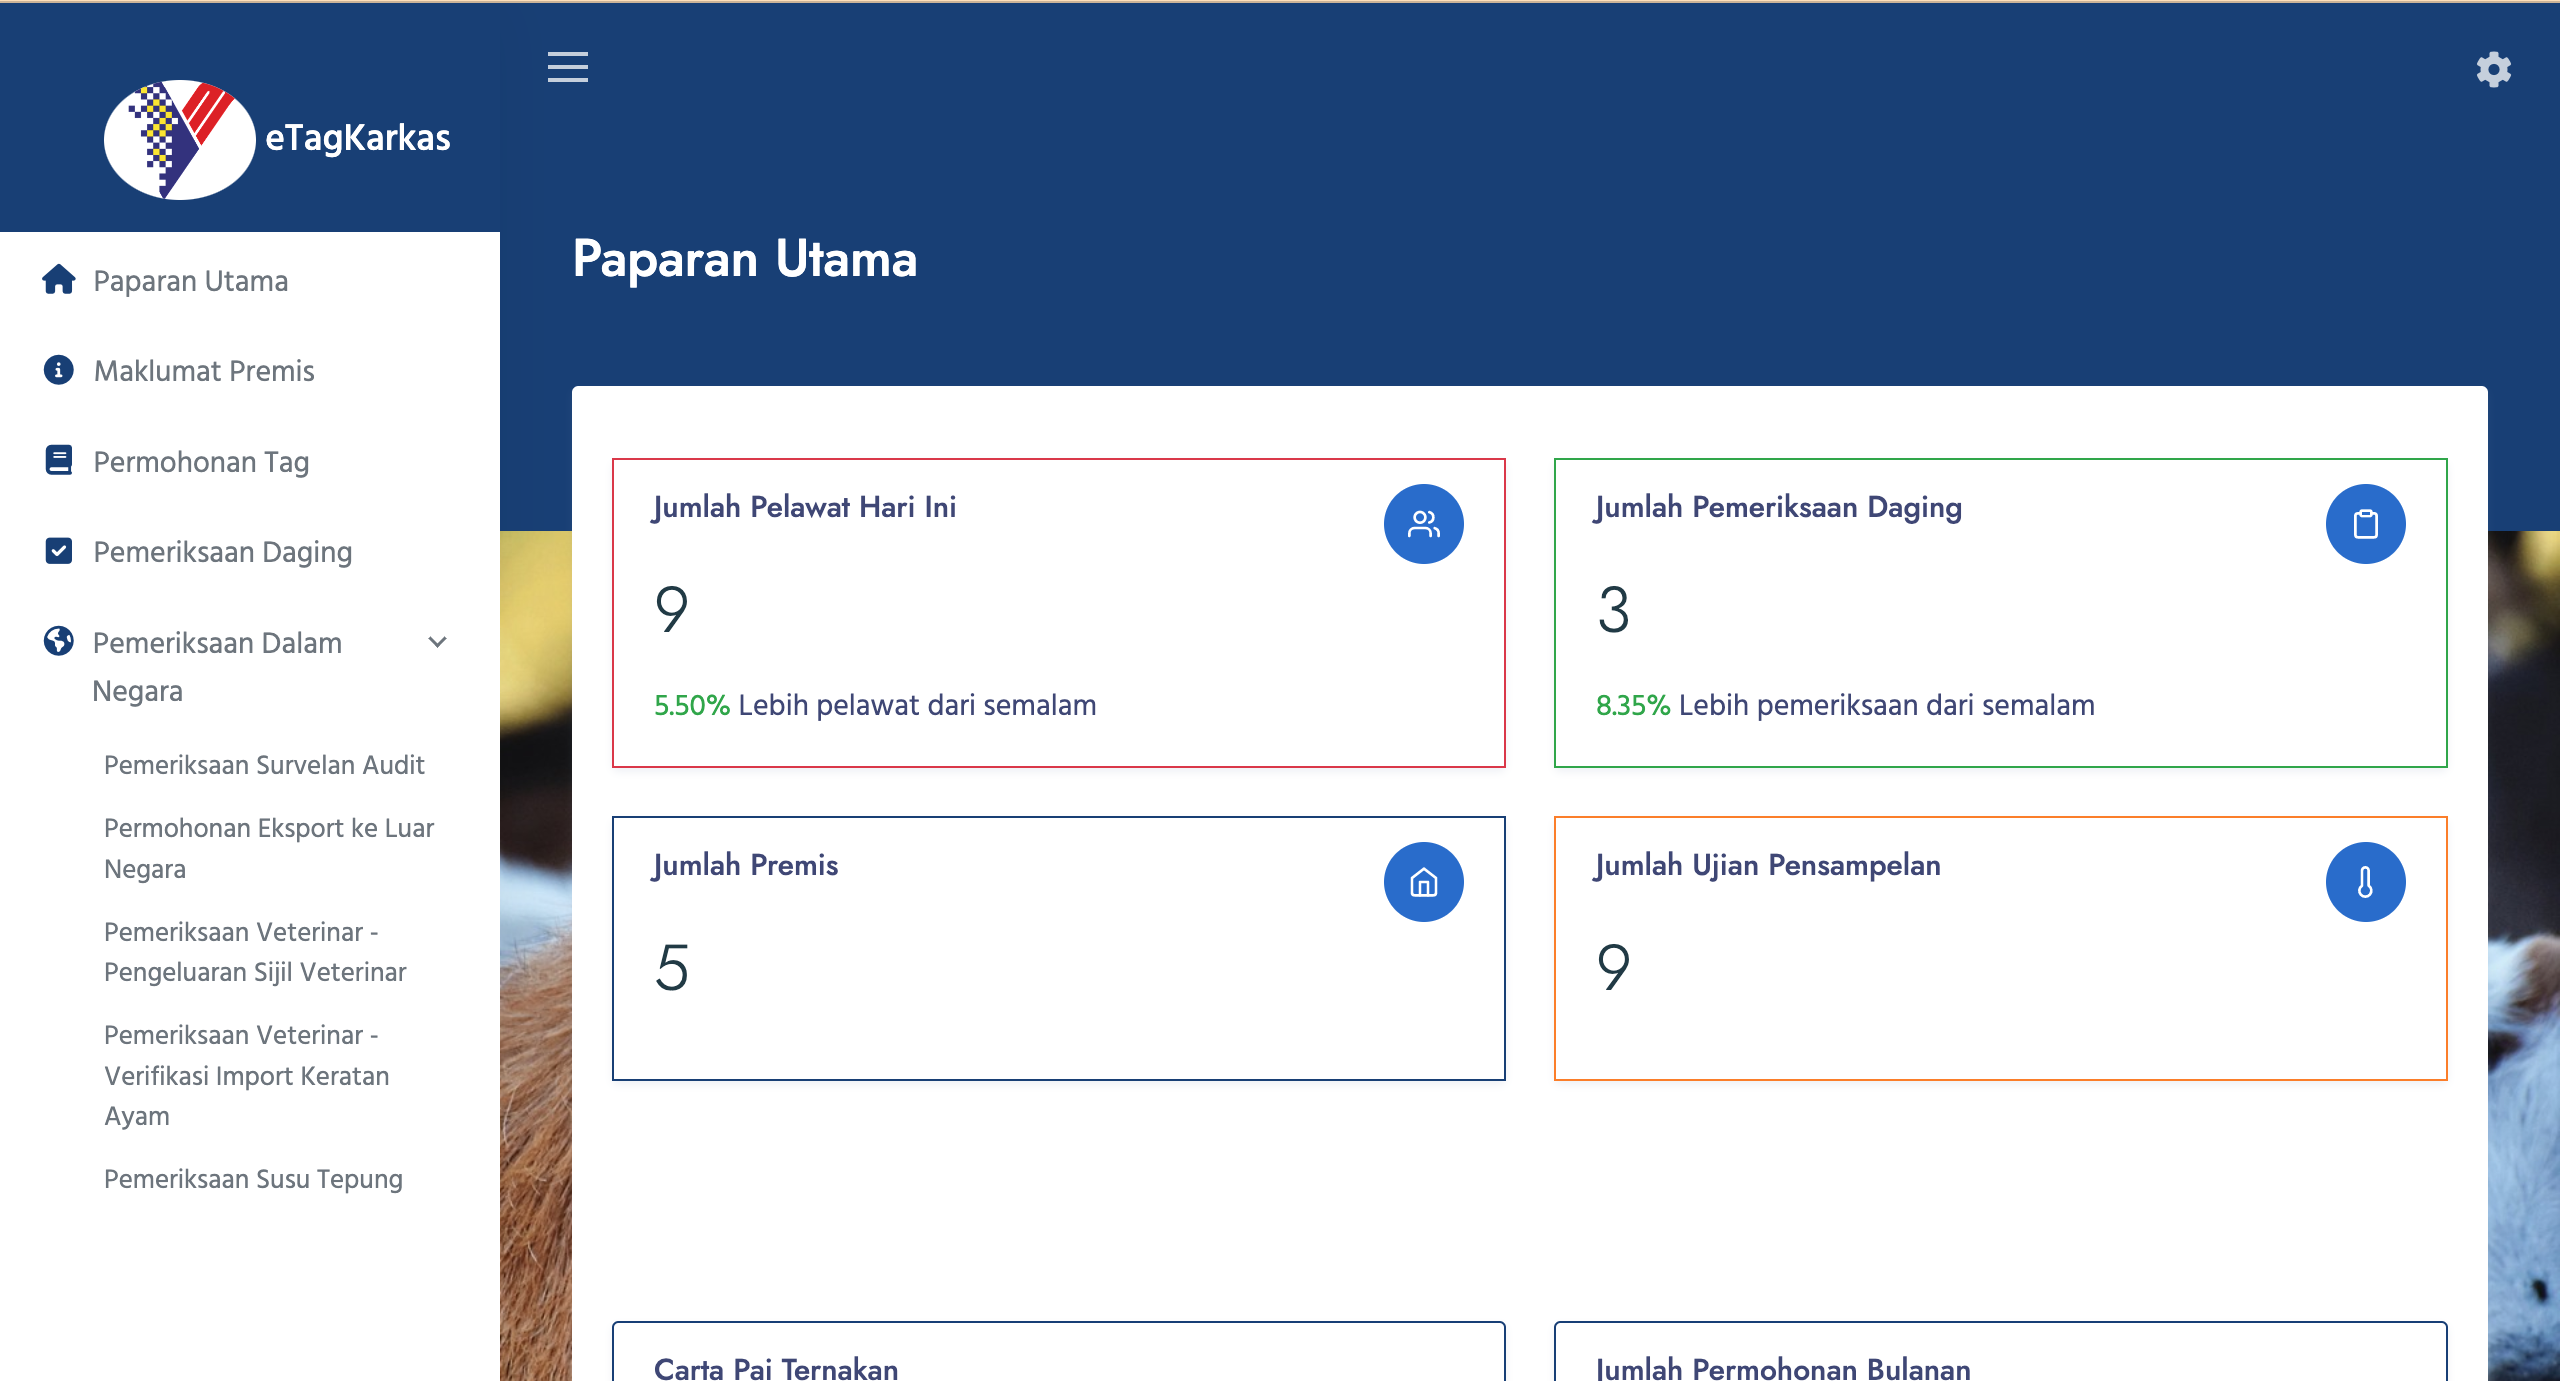 eTagKarkas
Paparan Utama
Maklumat Premis
Permohonan Tag
Pemeriksaan Daging
Pemeriksaan Dalam
Negara
Pemeriksaan Survelan Audit
Permohonan Eksport ke Luar
Negara
Pemeriksaan Veterinar -
Pengeluaran Sijil Veterinar
Pemeriksaan Veterinar -
Verifikasi Import Keratan
Ayam
Pemeriksaan Susu Tepung
Paparan Utama
Jumlah Pelawat Hari Ini
9
5.50% Lebih pelawat dari semalam
Jumlah Pemeriksaan Daging
3
8.35% Lebih pemeriksaan dari semalam
Jumlah Premis
5
Jumlah Ujian Pensampelan
9
Carta Pai Ternakan
Jumlah Permohonan Bulanan